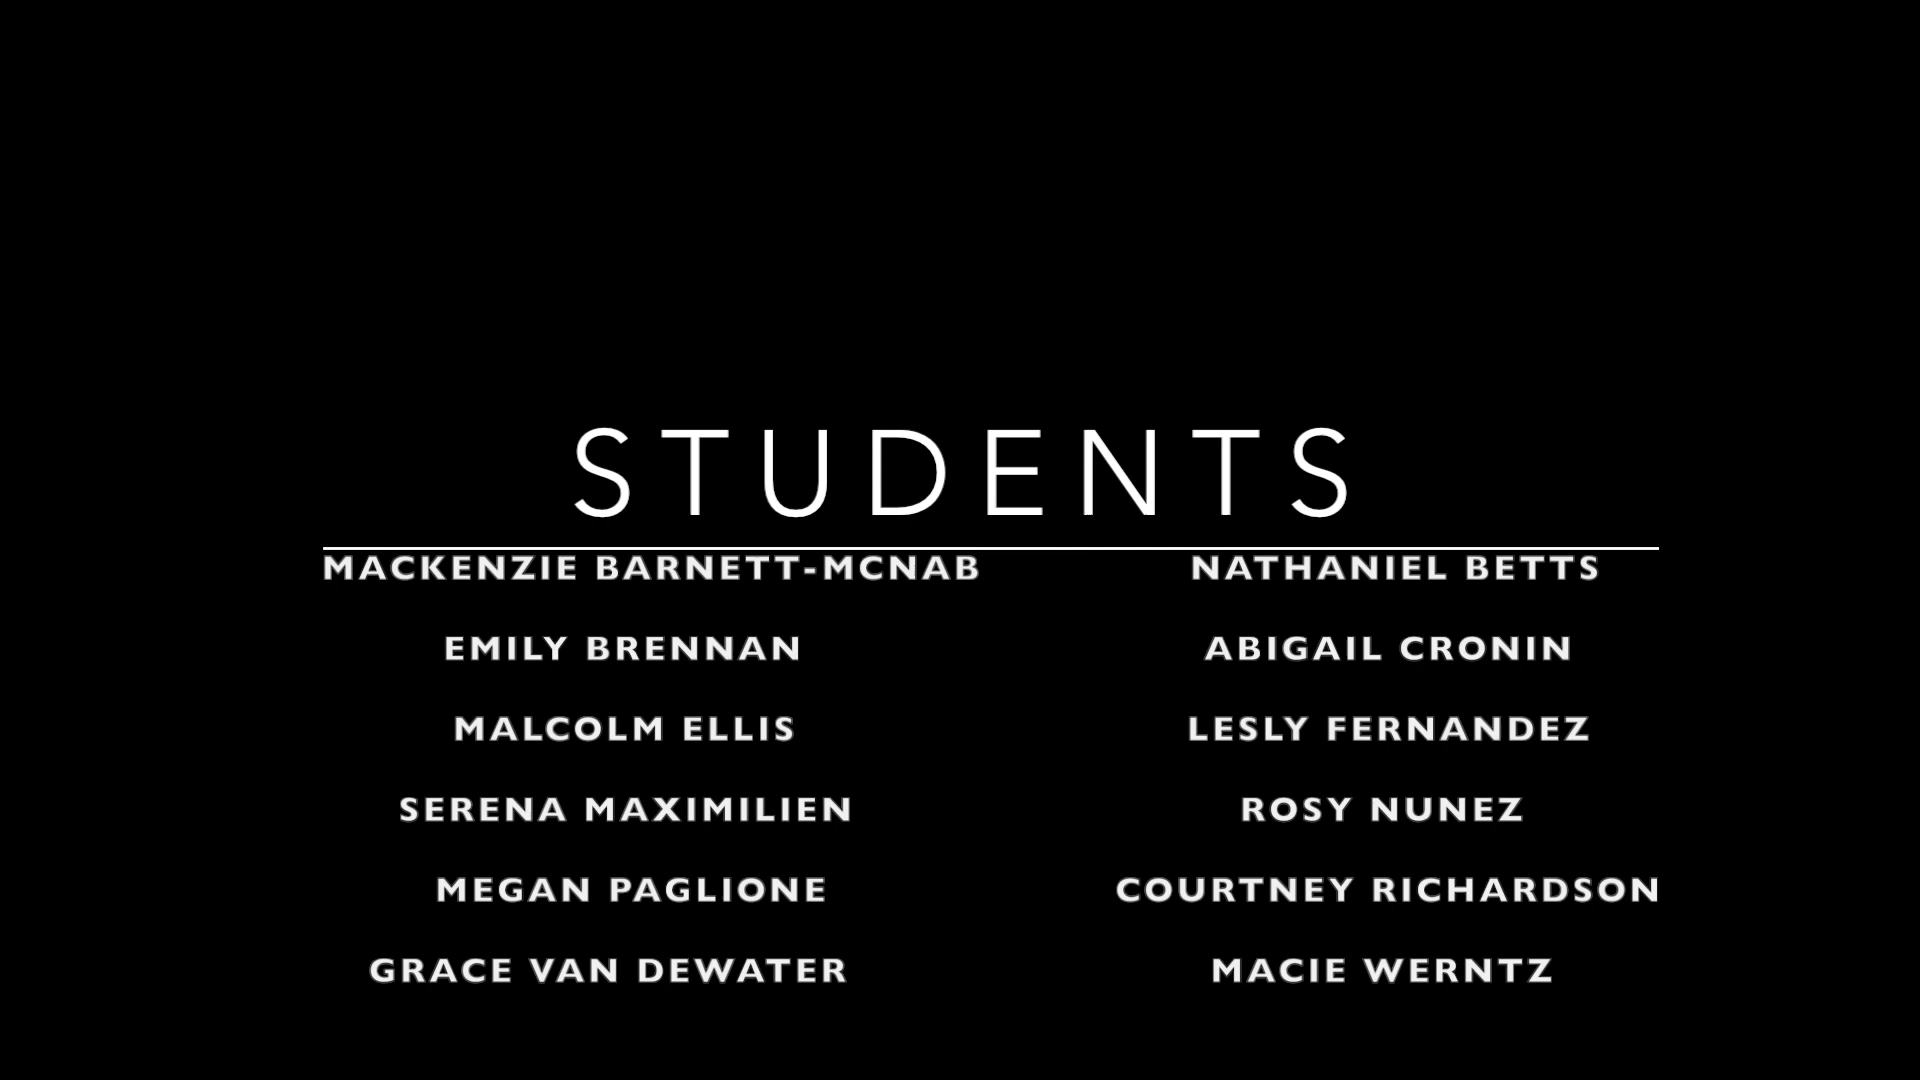 STUDENTS
MACKENZIE BARNETT-MCNAB NATHANIEL BETTS
EMILY BRENNAN ABIGAIL CRONIN
MALCOLM ELLIS LESLY FERNANDEZ
SERENA MAXIMILIEN ROSY NUNEZ
MEGAN PAGLIONE COURTNEY RICHARDSON
GRACE VAN DEWATER MACIE WERNTZ